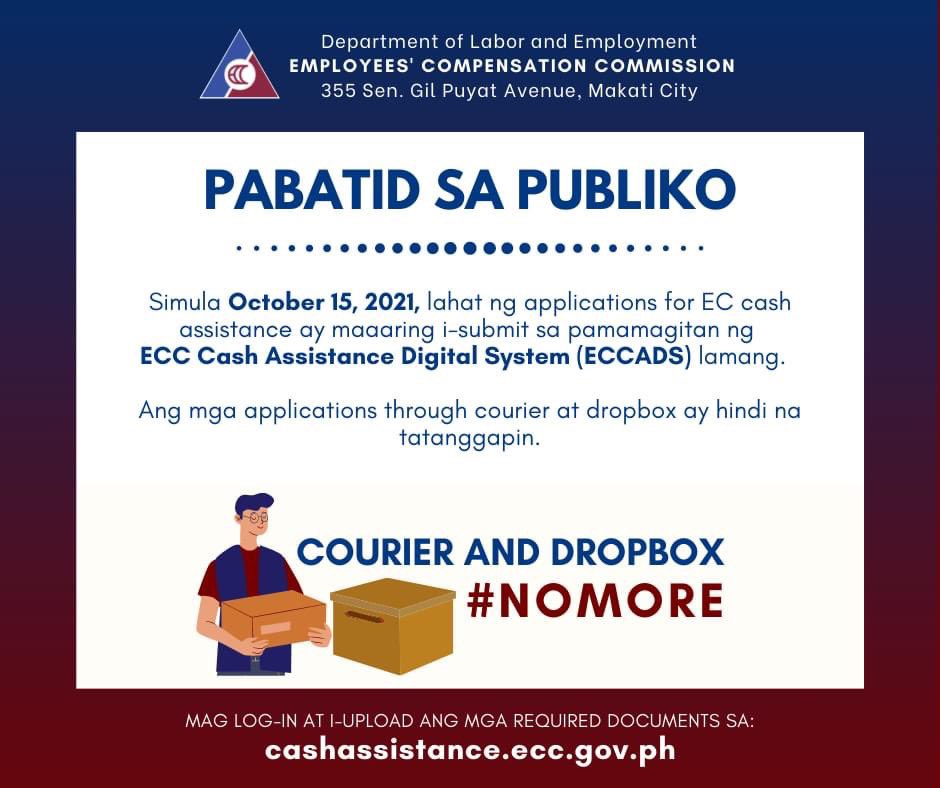 Department of Labor and Employment
EMPLOYEES' COMPENSATION COMMISSION
355 Sen. Gil Puyat Avenue, Makati City
ECC
PABATID SA PUBLIKO
Simula October 15, 2021, lahat ng applications for EC cash
assistance ay maaaring i-submit sa pamamagitan ng
ECC Cash Assistance Digital System (ECCADS) lamang.
Ang mga applications through courier at dropbox ay hindi na
tatanggapin.
COURIER AND DROPBOX
#NOMORE
MAG LOG-IN AT I-UPLOAD ANG MGA REQUIRED DOCUMENTS SA:
cashassistance.ecc.gov.ph